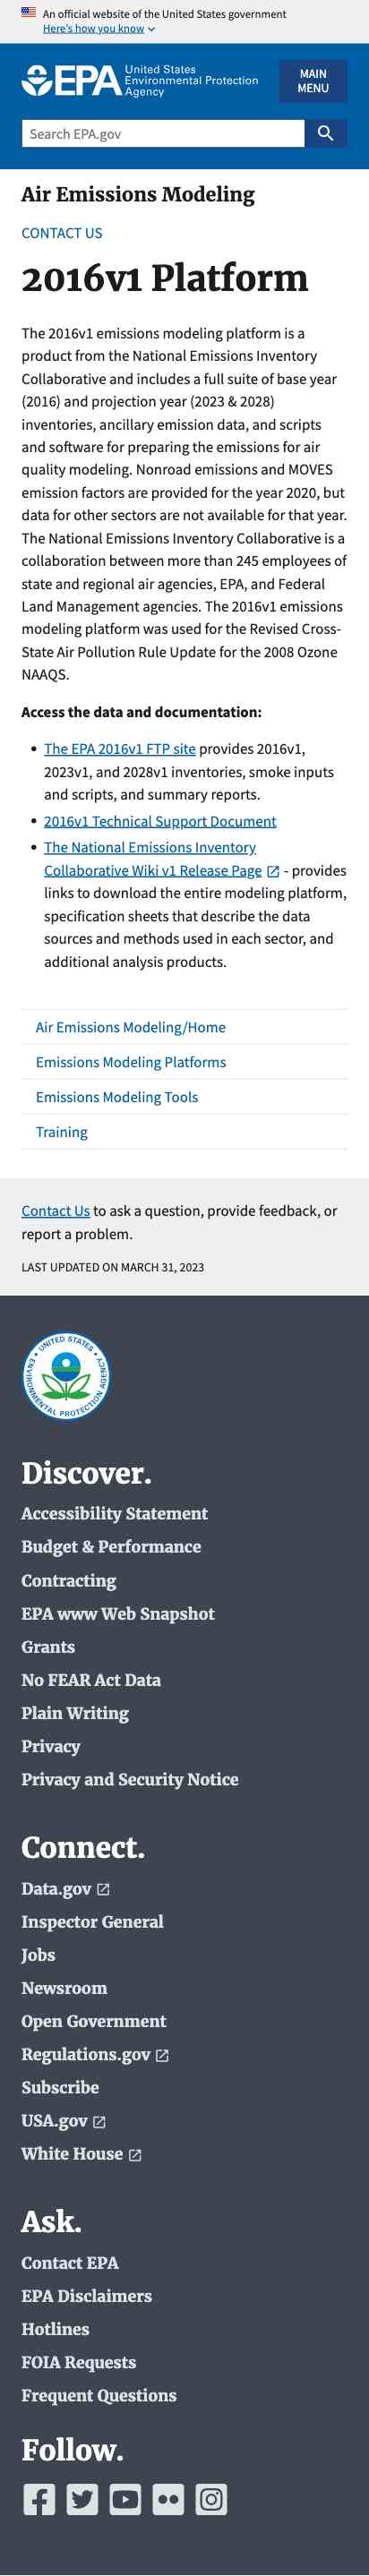 An official website of the United States government
Here's how you know
EPA
United States
Environmental Protection
Agency
MAIN
MENU
Search EPA.gov
Air Emissions Modeling
CONTACT US
2016v1 Platform
The 2016v1 emissions modeling platform is a
product from the National Emissions Inventory
Collaborative and includes a full suite of base year
(2016) and projection year (2023 & 2028)
inventories, ancillary emission data, and scripts
and software for preparing the emissions for air
quality modeling. Nonroad emissions and MOVES
emission factors are provided for the year 2020, but
data for other sectors are not available for that year.
The National Emissions Inventory Collaborative is a
collaboration between more than 245 employees of
state and regional air agencies, EPA, and Federal
Land Management agencies. The 2016v1 emissions
modeling platform was used for the Revised Cross-
State Air Pollution Rule Update for the 2008 Ozone
NAAQS.
Access the data and documentation:
• The EPA 2016v1 FTP site provides 2016v1,
2023v1, and 2028v1 inventories, smoke inputs
and scripts, and summary reports.
• 2016v1 Technical Support Document
• The National Emissions Inventory
Collaborative Wiki v1 Release Page - provides
links to download the entire modeling platform,
specification sheets that describe the data
sources and methods used in each sector, and
additional analysis products.
Air Emissions Modeling/Home
Emissions Modeling Platforms
Emissions Modeling Tools
Training
Contact Us to ask a question, provide feedback, or
report a problem.
LAST UPDATED ON MARCH 31, 2023
UNITED STATES
ENVIRONMENTAL PROTECTION AGENCY
Discover.
Accessibility Statement
Budget & Performance
Contracting
EPA www Web Snapshot
Grants
No FEAR Act Data
Plain Writing
Privacy
Privacy and Security Notice
Connect.
Data.gov
Inspector General
Jobs
Newsroom
Open Government
Regulations.gov
Subscribe
USA.gov
White House
Ask.
Contact EPA
EPA Disclaimers
Hotlines
FOIA Requests
Frequent Questions
Follow.